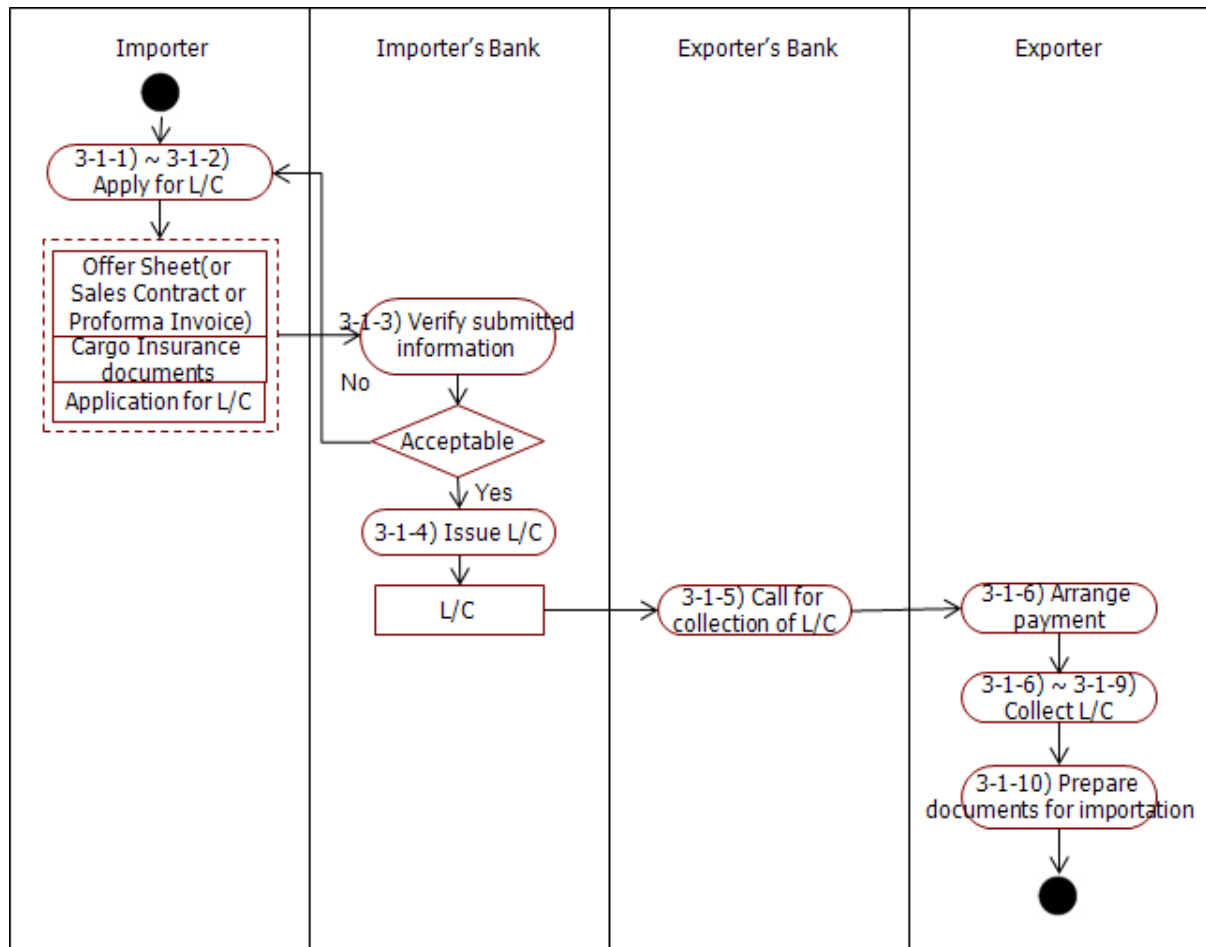 Importer
Importer's Bank
Exporter's Bank
Exporter
3-1-1) ~ 3-1-2)
Apply for L/C
Offer Sheet(or
Sales Contract or
Proforma Invoice)
Cargo Insurance
documents
Application for L/C
3-1-3) Verify submitted
information
No
Acceptable
Yes
3-1-4) Issue L/C
L/C
3-1-5) Call for
collection of L/C
3-1-6) Arrange
payment
3-1-6) ~ 3-1-9)
Collect L/C
3-1-10) Prepare
documents for importation